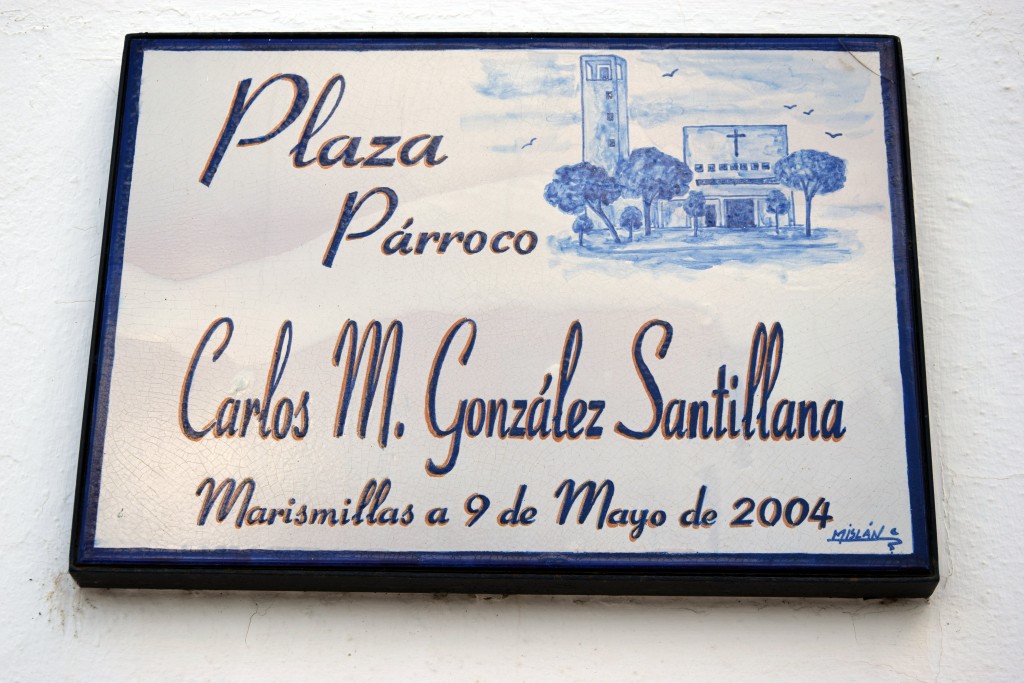 Plaza
Párroco
Carlos M. González Santillana
Marismillas a 9 de Mayo de 2004
MISLÁN